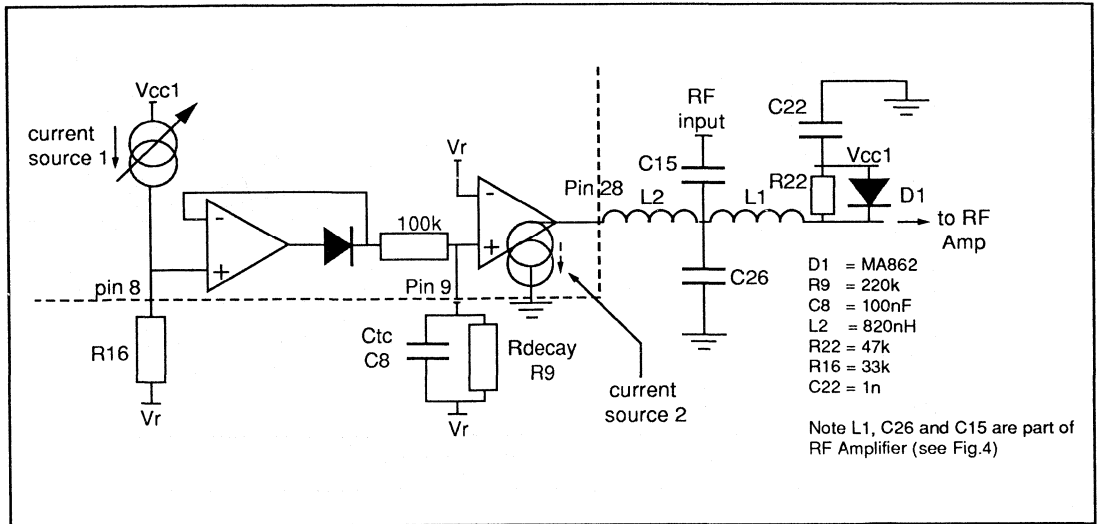 Vcc1
current
source 1
-
+
pin 8
R16
Vr
100k
Pin 9
Ctc
C8
Rdecay
R9
Vr
Vr
-
+
current
source 2
Pin 28
L2
RF
input
C15
L1
C26
C22
Vcc1
R22
D1
to RF
Amp
D1 = MA862
R9 = 220k
C8 = 100nF
L2 = 820nH
R22 = 47k
R16 = 33k
C22 = 1n
Note L1, C26 and C15 are part of
RF Amplifier (see Fig.4)